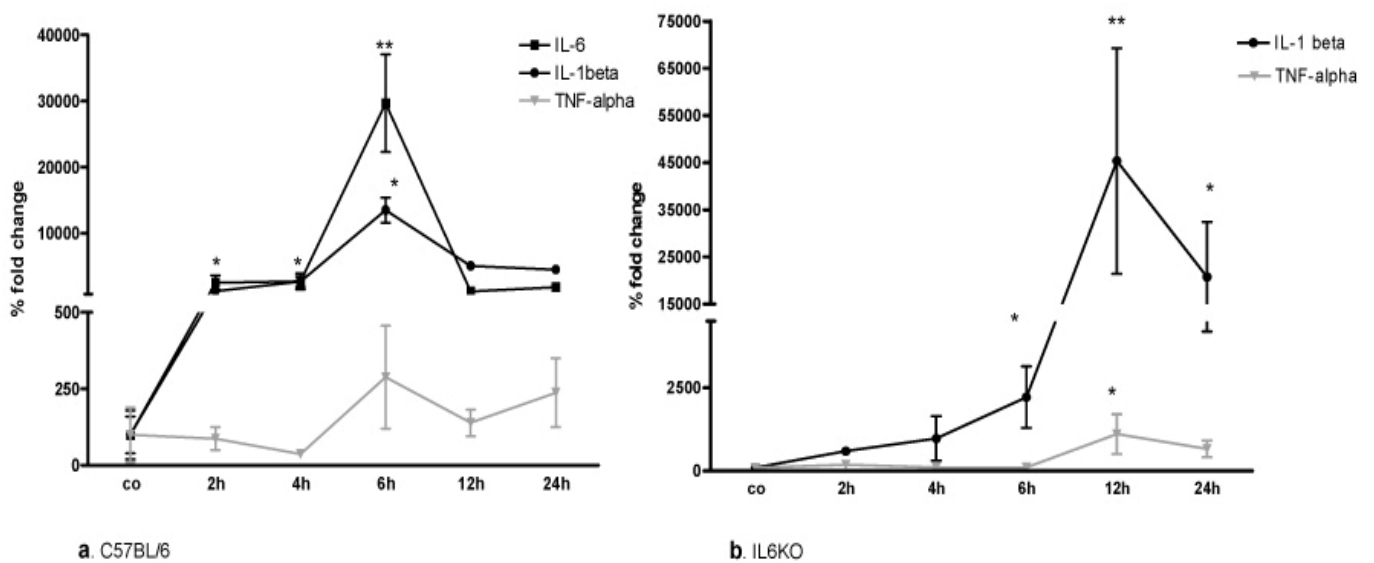 40000
30000
20000
10000
500
250
0
% fold change
IL-6
IL-1beta
TNF-alpha
**
*
*
*
co 2h 4h 6h 12h 24h
a. C57BL/6
75000
65000
55000
45000
35000
25000
15000
2500
0
% fold change
IL-1 beta
TNF-alpha
**
*
*
*
co 2h 4h 6h 12h 24h
b. IL6KO